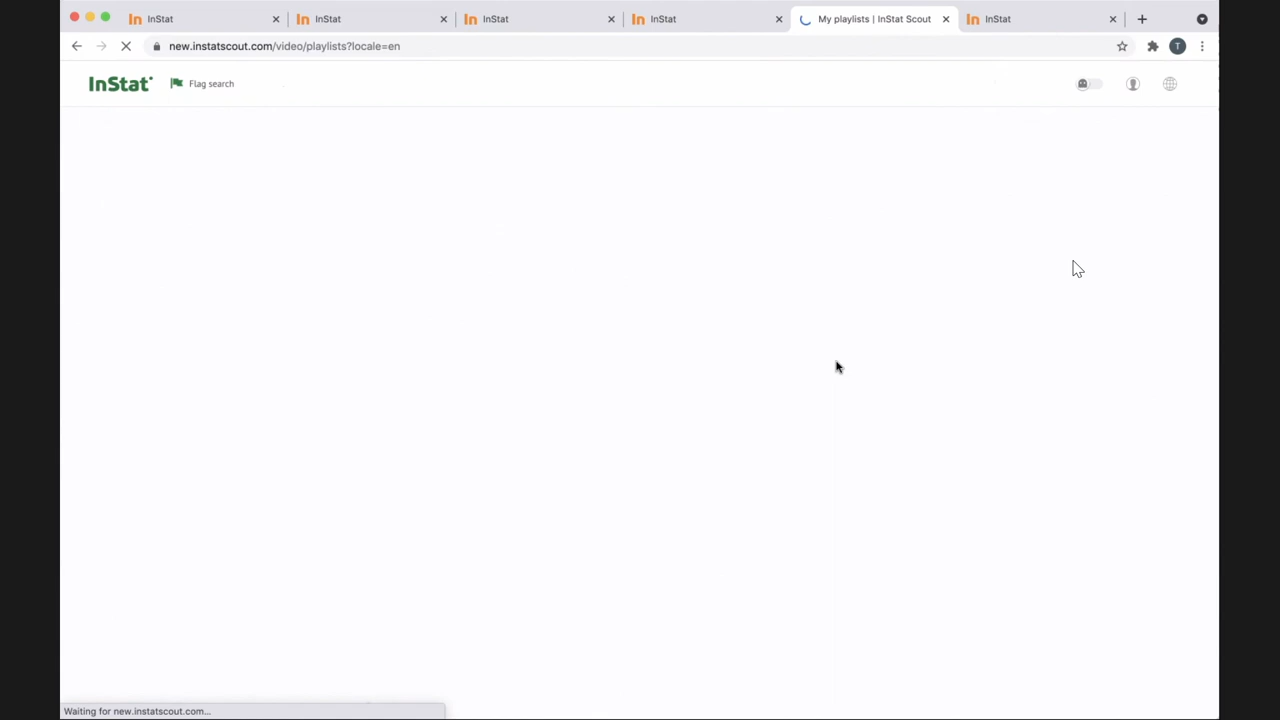 InStat
InStat
InStat
InStat
My playlists | InStat Scout
InStat
new.instatscout.com/video/playlists?locale=en
T
InStat
Flag search
Waiting for new.instatscout.com...